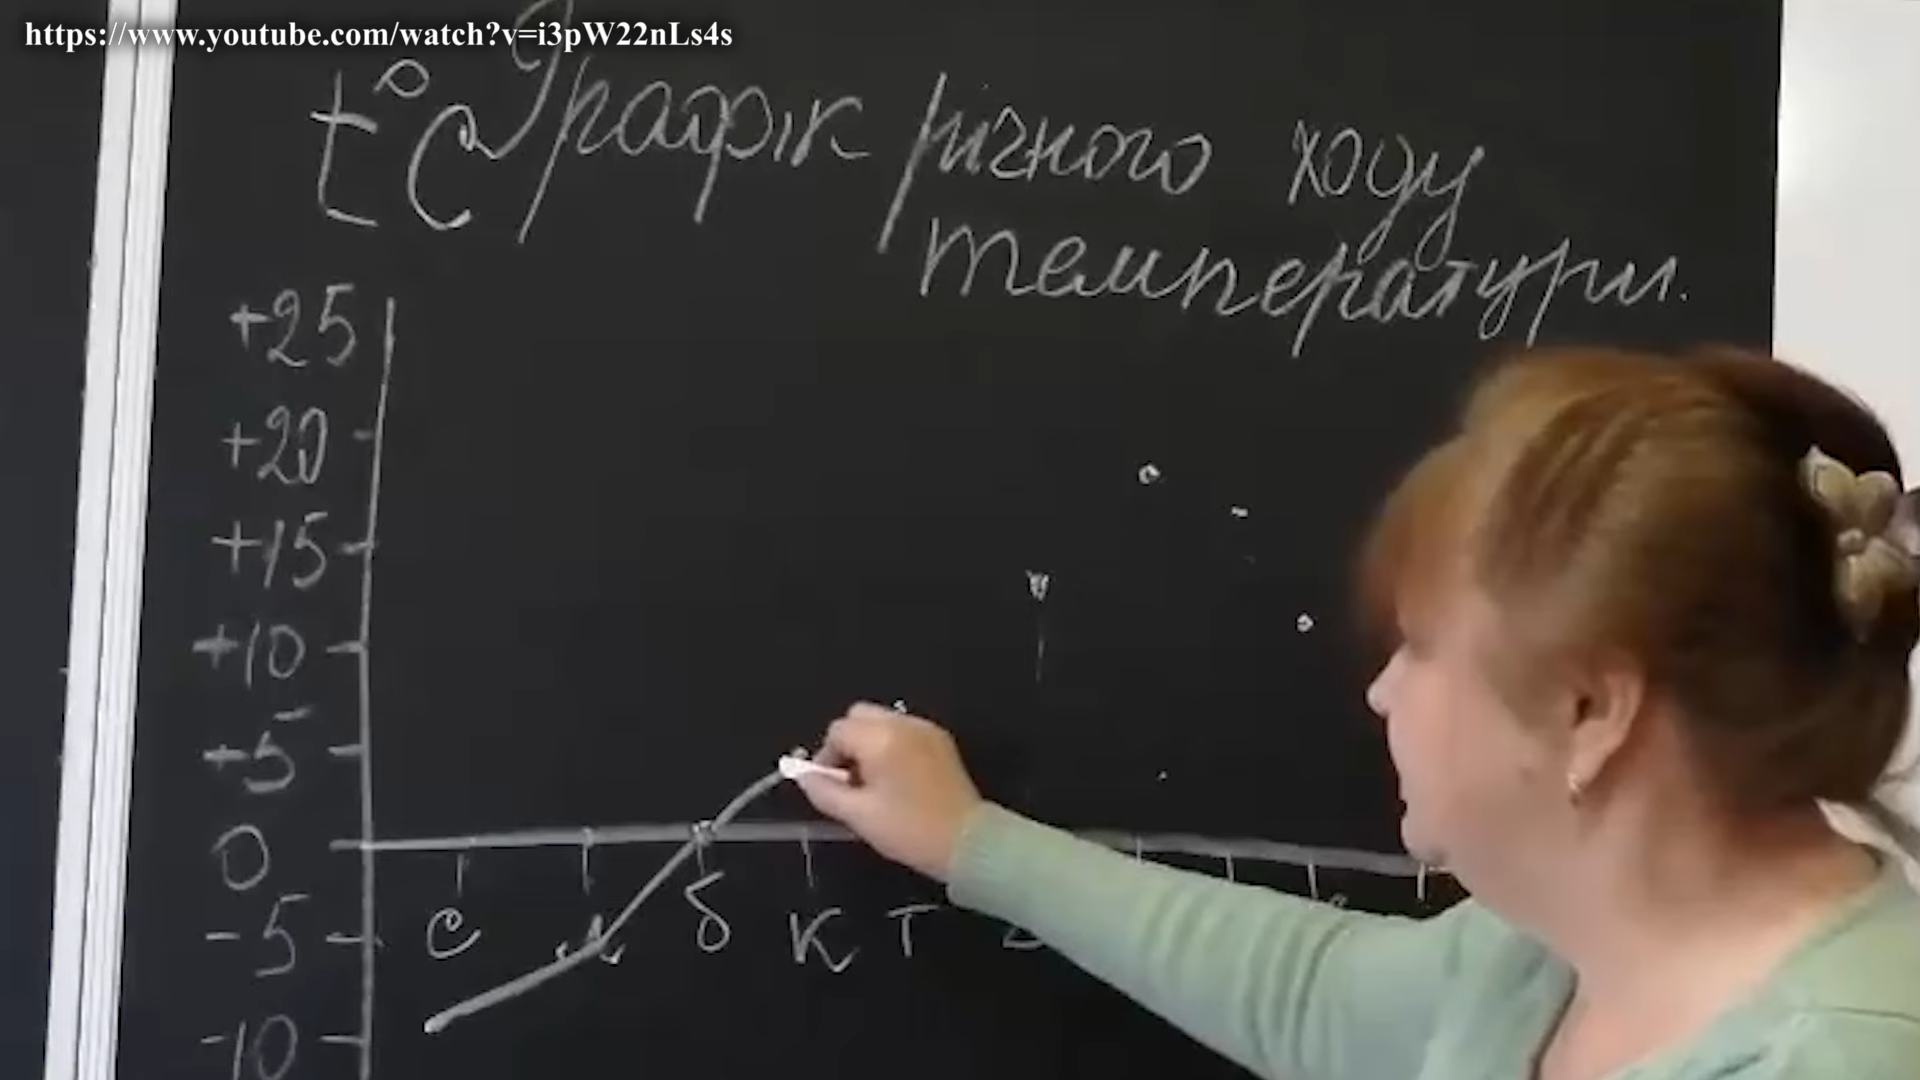 https://www.youtube.com/watch?v=i3pW22nLs4s
t°C Графік річного ходу
температури.
+25
+20
+15
+10
+5
0
-5
-10
с л б к т